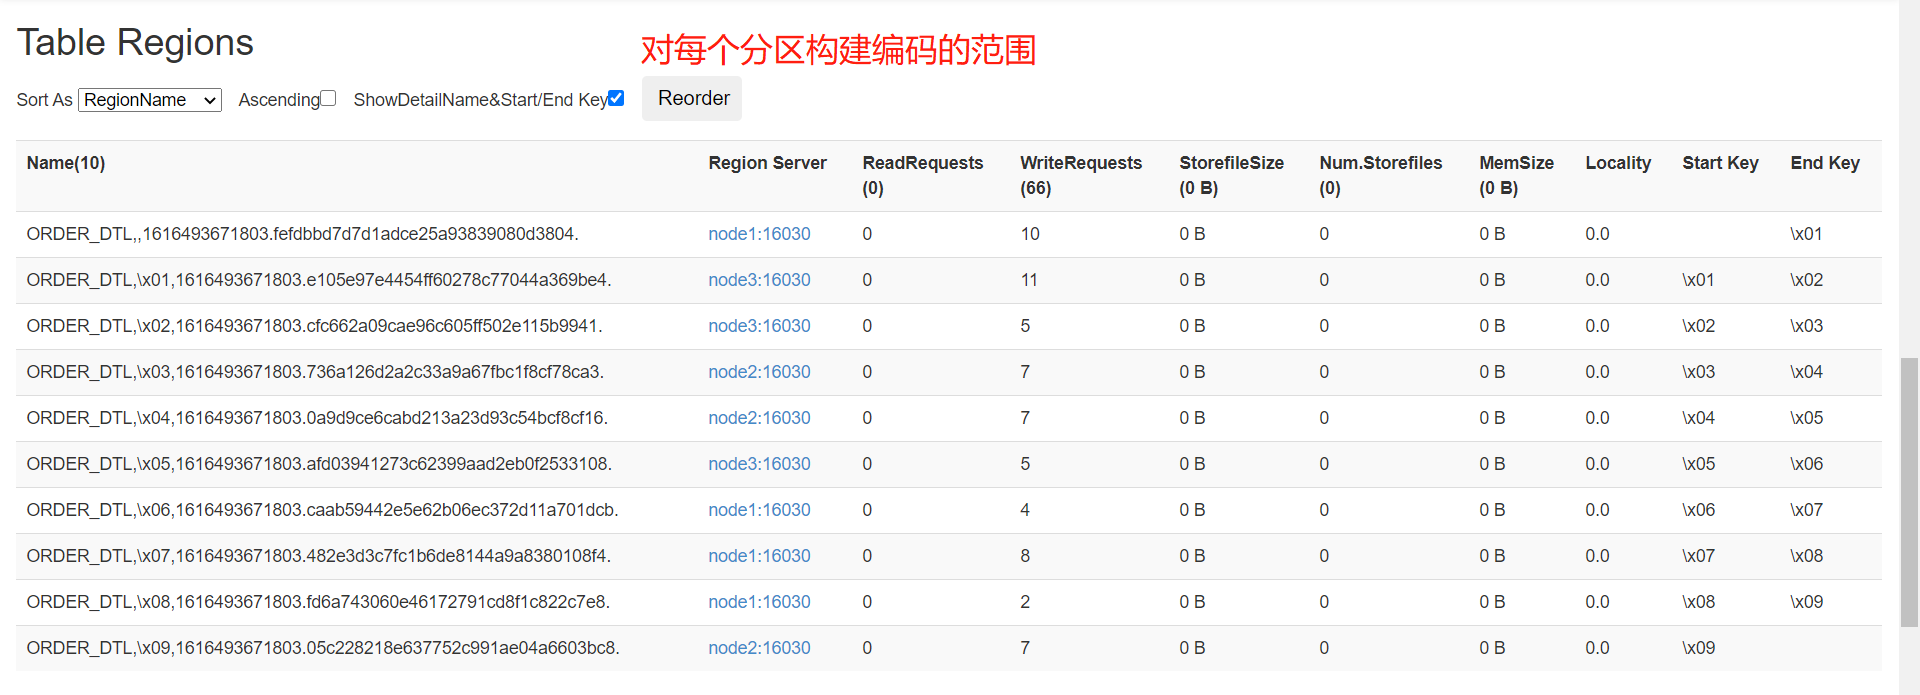 Table Regions
对每个分区构建编码的范围
Sort As RegionName Ascending ShowDetailName&Start/End Key Reorder
Name(10) Region Server ReadRequests (0) WriteRequests (66) StorefileSize (0 B) Num.Storefiles (0) MemSize (0 B) Locality Start Key End Key
ORDER_DTL,,1616493671803.fefdbbd7d7d1adce25a93839080d3804. node1:16030 0 10 0 B 0 0 B 0.0 \x01
ORDER_DTL,\x01,1616493671803.e105e97e4454ff60278c77044a369be4. node3:16030 0 11 0 B 0 0 B 0.0 \x01 \x02
ORDER_DTL,\x02,1616493671803.cfc662a09cae96c605ff502e115b9941. node3:16030 0 5 0 B 0 0 B 0.0 \x02 \x03
ORDER_DTL,\x03,1616493671803.736a126d2a2c33a9a67fbc1f8cf78ca3. node2:16030 0 7 0 B 0 0 B 0.0 \x03 \x04
ORDER_DTL,\x04,1616493671803.0a9d9ce6cabd213a23d93c54bcf8cf16. node2:16030 0 7 0 B 0 0 B 0.0 \x04 \x05
ORDER_DTL,\x05,1616493671803.afd03941273c62399aad2eb0f2533108. node3:16030 0 5 0 B 0 0 B 0.0 \x05 \x06
ORDER_DTL,\x06,1616493671803.caab59442e5e62b06ec372d11a701dcb. node1:16030 0 4 0 B 0 0 B 0.0 \x06 \x07
ORDER_DTL,\x07,1616493671803.482e3d3c7fc1b6de8144a9a8380108f4. node1:16030 0 8 0 B 0 0 B 0.0 \x07 \x08
ORDER_DTL,\x08,1616493671803.fd6a743060e46172791cd8f1c822c7e8. node1:16030 0 2 0 B 0 0 B 0.0 \x08 \x09
ORDER_DTL,\x09,1616493671803.05c228218e637752c991ae04a6603bc8. node2:16030 0 7 0 B 0 0 B 0.0 \x09